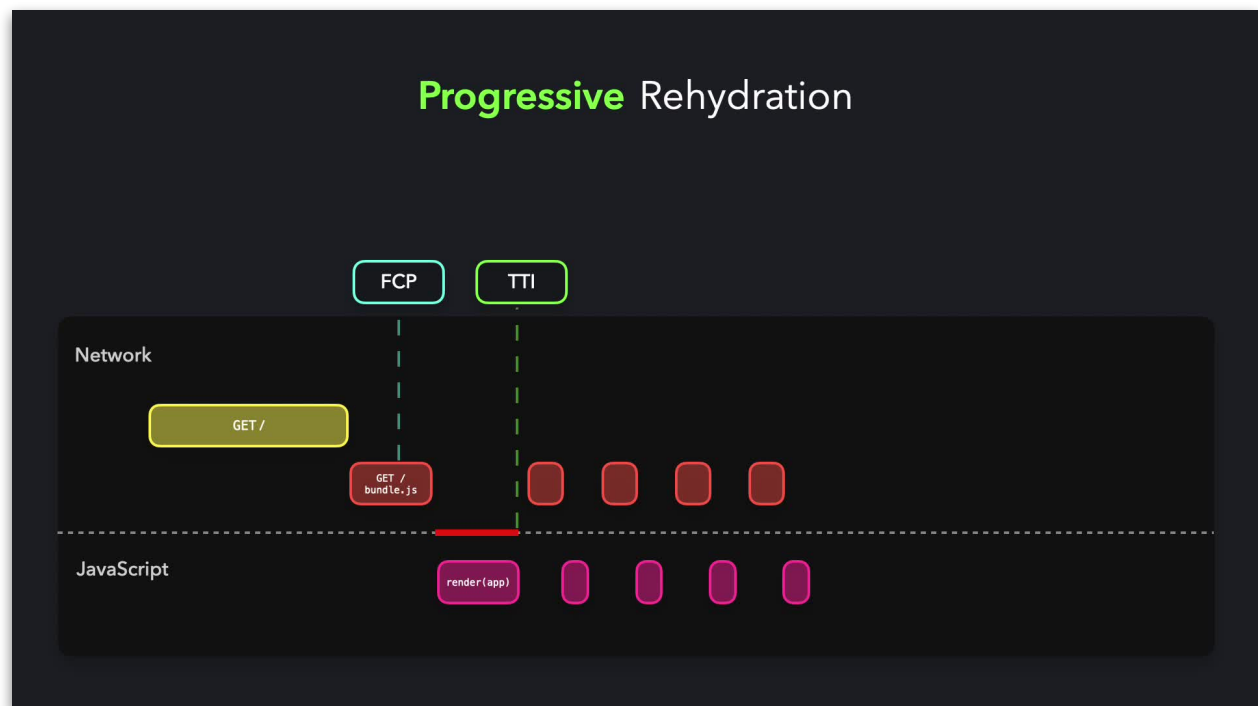 Progressive Rehydration
FCP
TTI
Network
GET /
GET /
bundle.js
JavaScript
render(app)